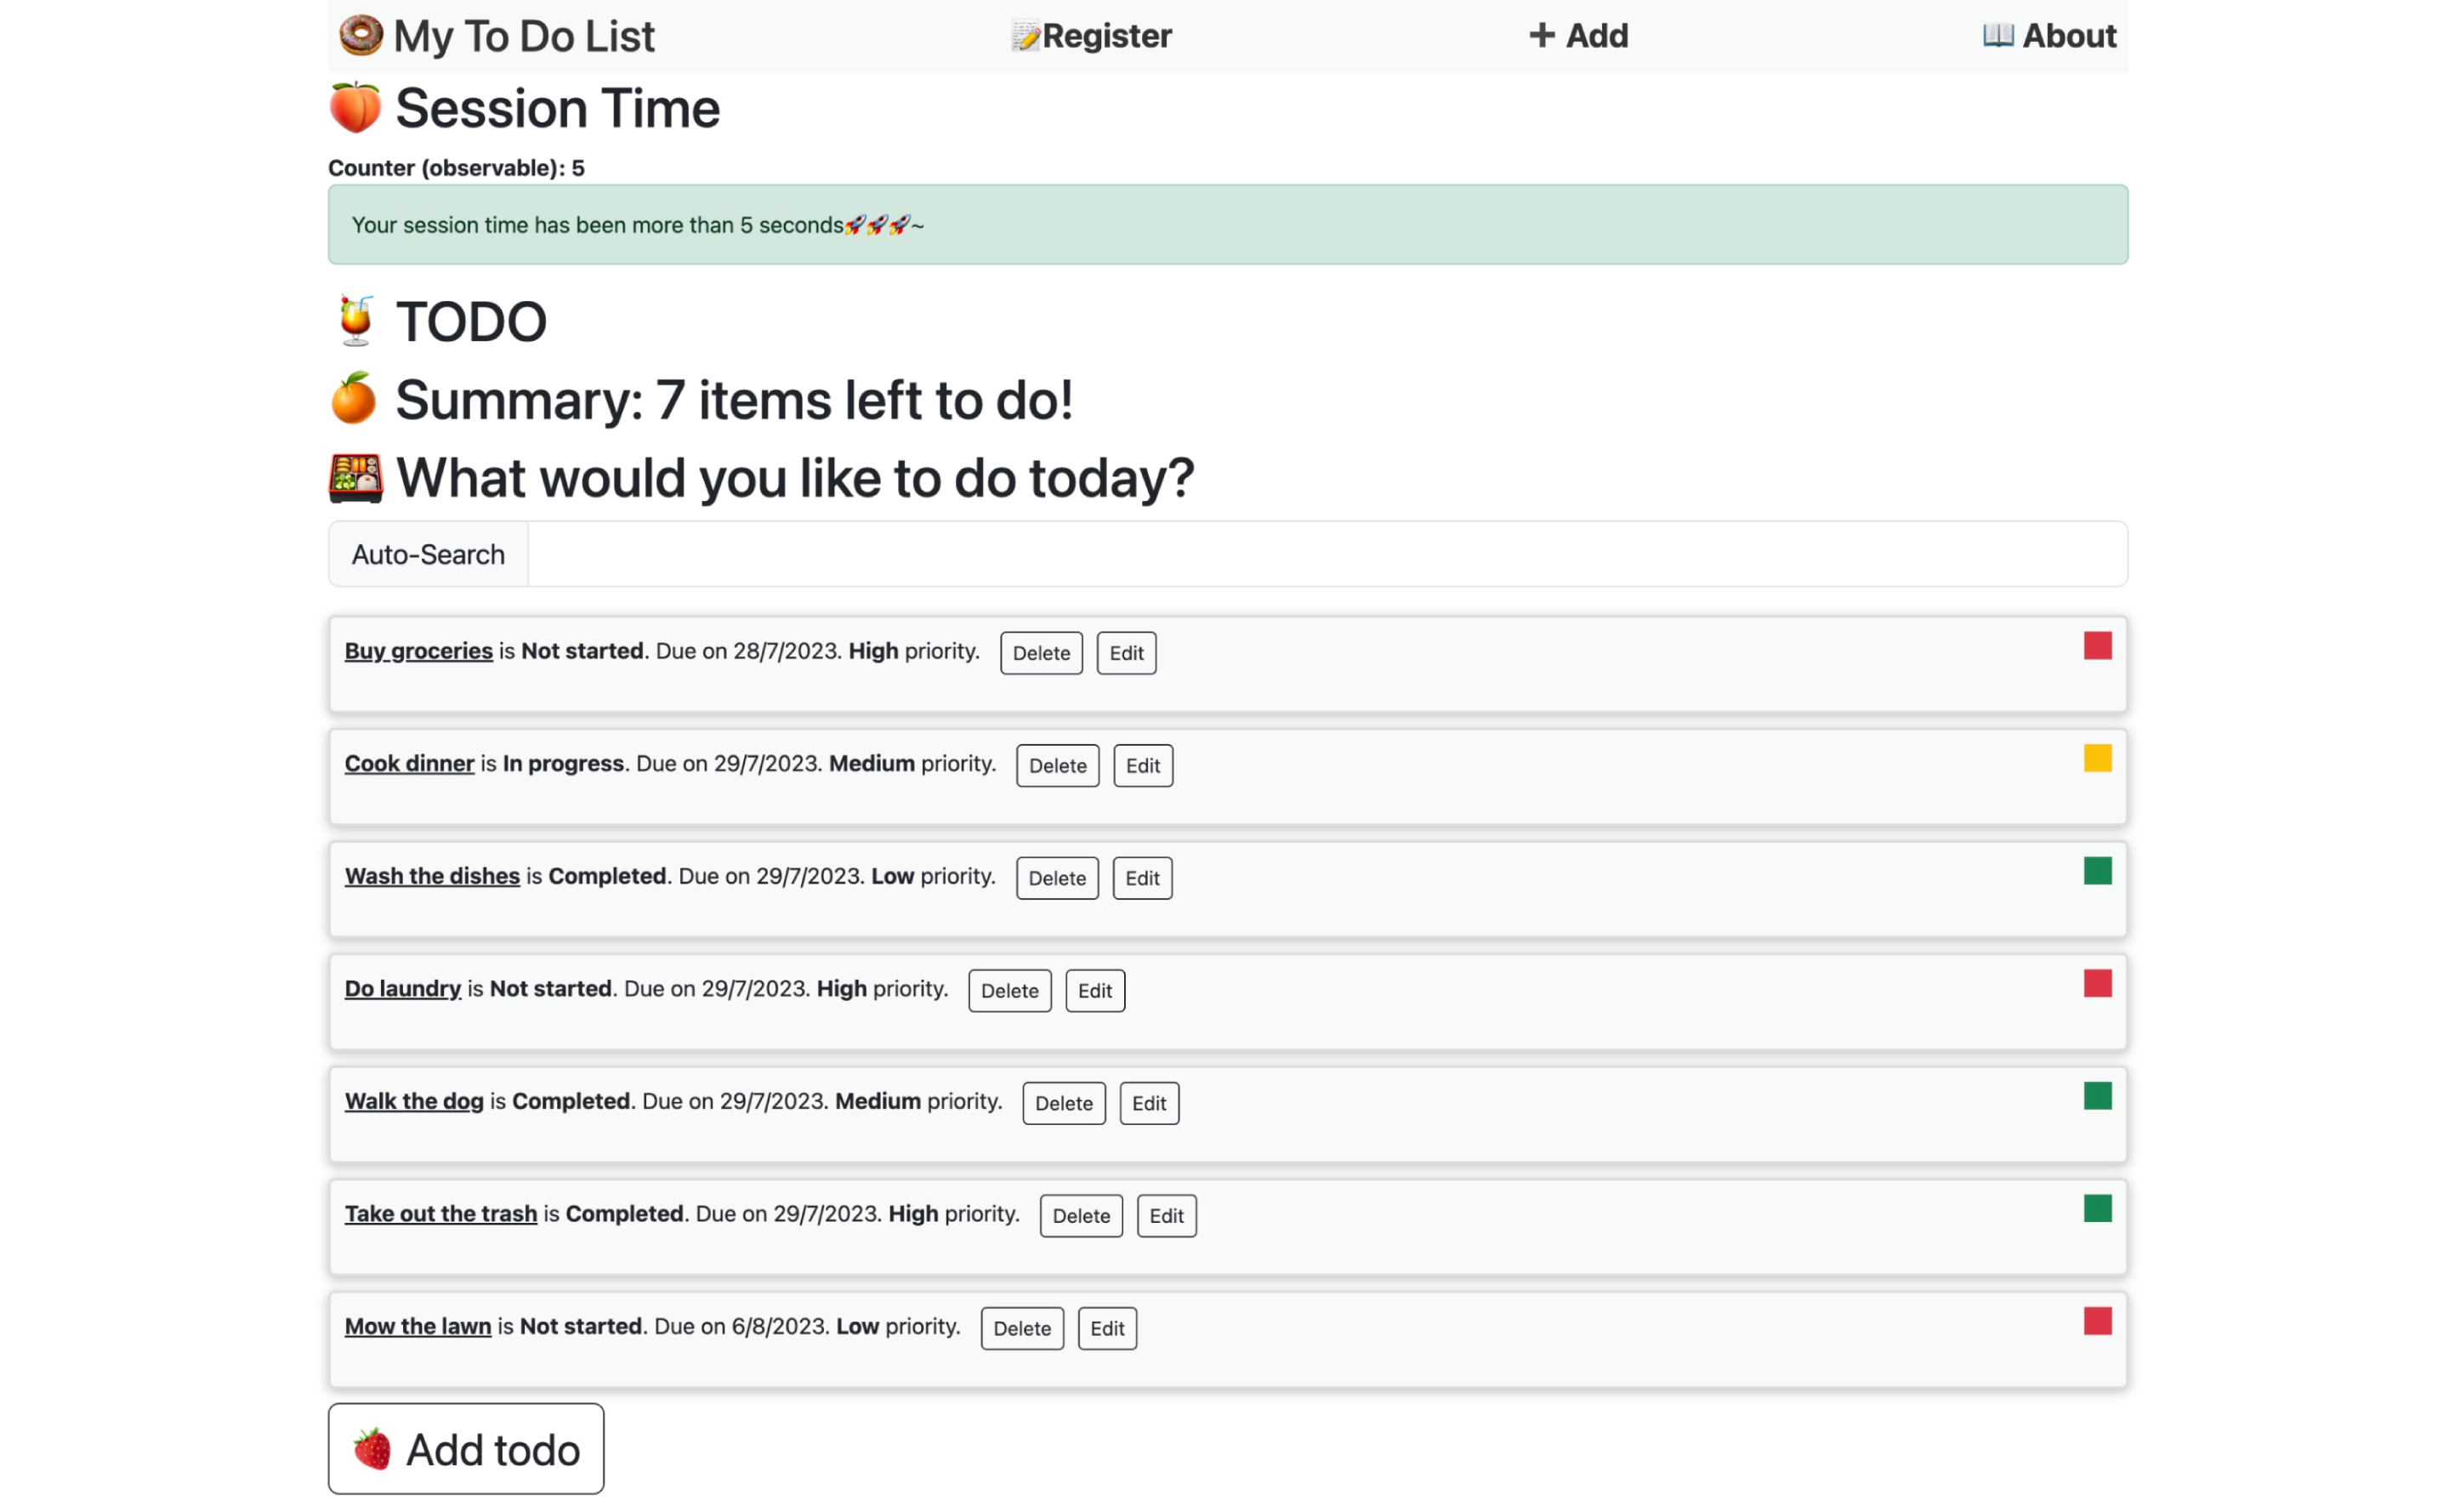 🍩 My To Do List 📝Register ➕ Add 📖 About
🍑 Session Time
Counter (observable): 5
Your session time has been more than 5 seconds🚀🚀🚀~
🍹 TODO
🍊 Summary: 7 items left to do!
🍱 What would you like to do today?
Auto-Search
Buy groceries is Not started. Due on 28/7/2023. High priority. Delete Edit
Cook dinner is In progress. Due on 29/7/2023. Medium priority. Delete Edit
Wash the dishes is Completed. Due on 29/7/2023. Low priority. Delete Edit
Do laundry is Not started. Due on 29/7/2023. High priority. Delete Edit
Walk the dog is Completed. Due on 29/7/2023. Medium priority. Delete Edit
Take out the trash is Completed. Due on 29/7/2023. High priority. Delete Edit
Mow the lawn is Not started. Due on 6/8/2023. Low priority. Delete Edit
🍓 Add todo